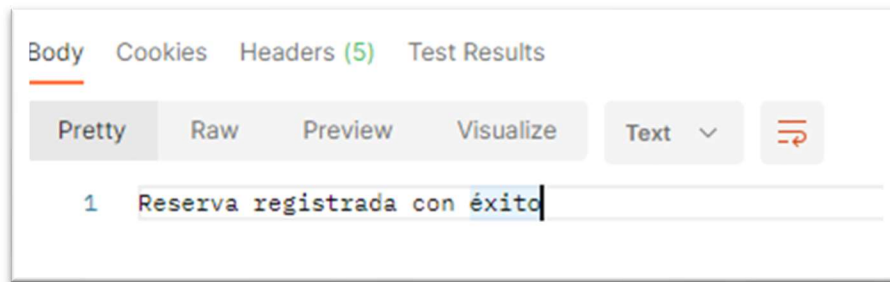 Body Cookies Headers (5) Test Results
Pretty Raw Preview Visualize Text
1 Reserva registrada con éxito